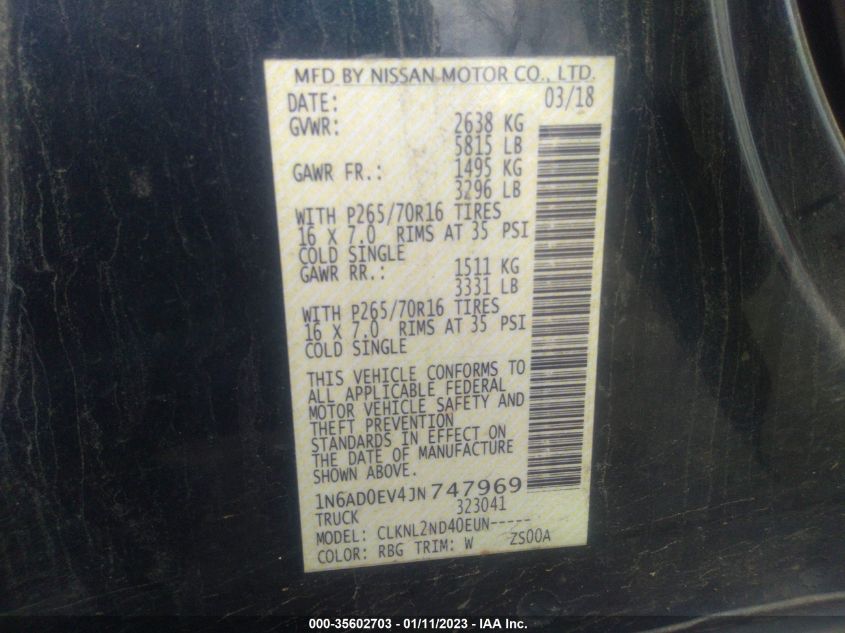 MFD BY NISSAN MOTOR CO., LTD.
DATE: 03/18
GVWR: 2638 KG
5815 LB
GAWR FR.: 1495 KG
3296 LB
WITH P265/70R16 TIRES
16 X 7.0 RIMS AT 35 PSI
COLD SINGLE
GAWR RR.: 1511 KG
3331 LB
WITH P265/70R16 TIRES
16 X 7.0 RIMS AT 35 PSI
COLD SINGLE
THIS VEHICLE CONFORMS TO
ALL APPLICABLE FEDERAL
MOTOR VEHICLE SAFETY AND
THEFT PREVENTION
STANDARDS IN EFFECT ON
THE DATE OF MANUFACTURE
SHOWN ABOVE.
1N6AD0EV4JN747969
TRUCK 323041
MODEL: CLKNL2ND40EUN-----
COLOR: RBG TRIM: W ZS00A
000-35602703 - 01/11/2023 - IAA Inc.